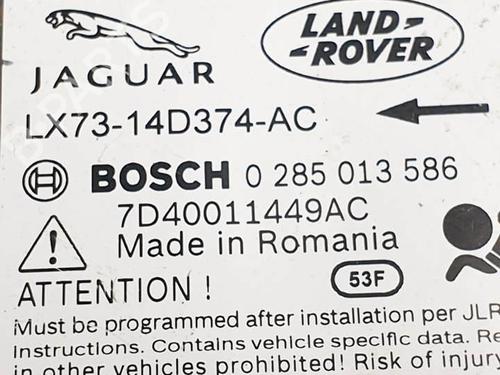 LAND-
-ROVER
JAGUAR
LX73-14D374-AC
BOSCH 0 285 013 586
7D40011449AC
Made in Romania
ATTENTION !
53F
Must be programmed after installation per JLR
Instructions. Contains vehicle specific data. Re
in other vehicles prohibited! Risk of injury